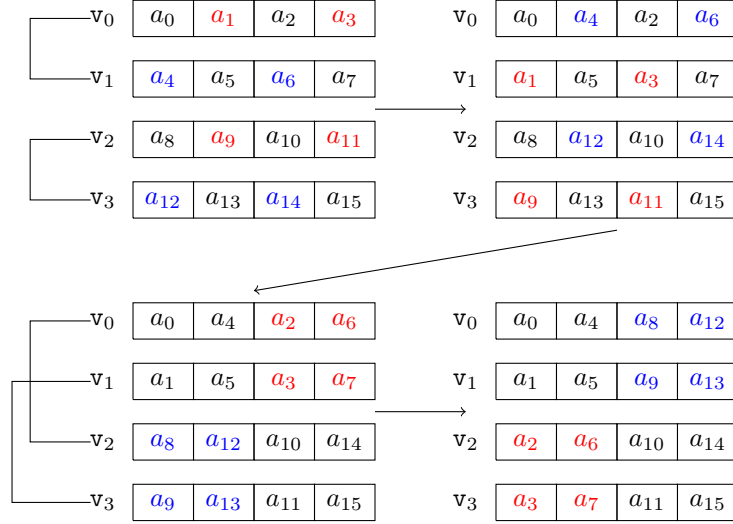 v₀ a₀ a₁ a₂ a₃ v₀ a₀ a₄ a₂ a₆
v₁ a₄ a₅ a₆ a₇ v₁ a₁ a₅ a₃ a₇
v₂ a₈ a₉ a₁₀ a₁₁ v₂ a₈ a₁₂ a₁₀ a₁₄
v₃ a₁₂ a₁₃ a₁₄ a₁₅ v₃ a₉ a₁₃ a₁₁ a₁₅
v₀ a₀ a₄ a₂ a₆ v₀ a₀ a₄ a₈ a₁₂
v₁ a₁ a₅ a₃ a₇ v₁ a₁ a₅ a₉ a₁₃
v₂ a₈ a₁₂ a₁₀ a₁₄ v₂ a₂ a₆ a₁₀ a₁₄
v₃ a₉ a₁₃ a₁₁ a₁�5 v₃ a₃ a₇ a₁₁ a₁₅